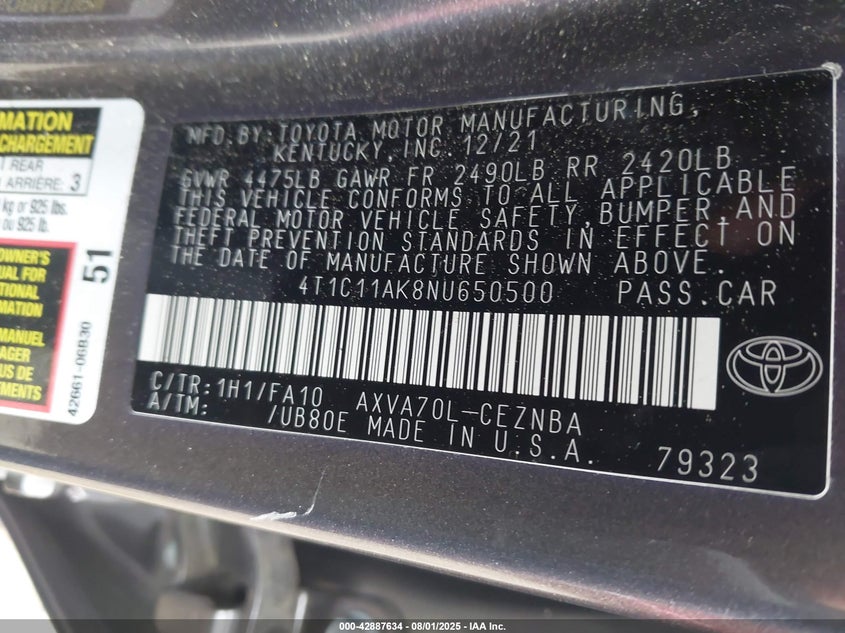 MATION
CHARGEMENT
REAR
ARRIÈRE: 3
kg or 925 lbs.
ou 925 lb.
OWNER'S
UAL FOR
TIONAL
MATION
MANUEL
AGER
US DE
EMENTS
51
42661-06B30
MFD.BY: TOYOTA MOTOR MANUFACTURING,
KENTUCKY, INC. 12/21
GVWR 4475LB GAWR FR 2490LB RR 2420LB
THIS VEHICLE CONFORMS TO ALL APPLICABLE
FEDERAL MOTOR VEHICLE SAFETY,BUMPER,AND
THEFT PREVENTION STANDARDS IN EFFECT ON
THE DATE OF MANUFACTURE SHOWN ABOVE.
4T1C11AK8NU650500 PASS.CAR
C/TR:1H1/FA10 AXVA70L-CEZNBA
A/TM: /UB80E MADE IN U.S.A.
79323
000-42887634 - 08/01/2025 - IAA Inc.